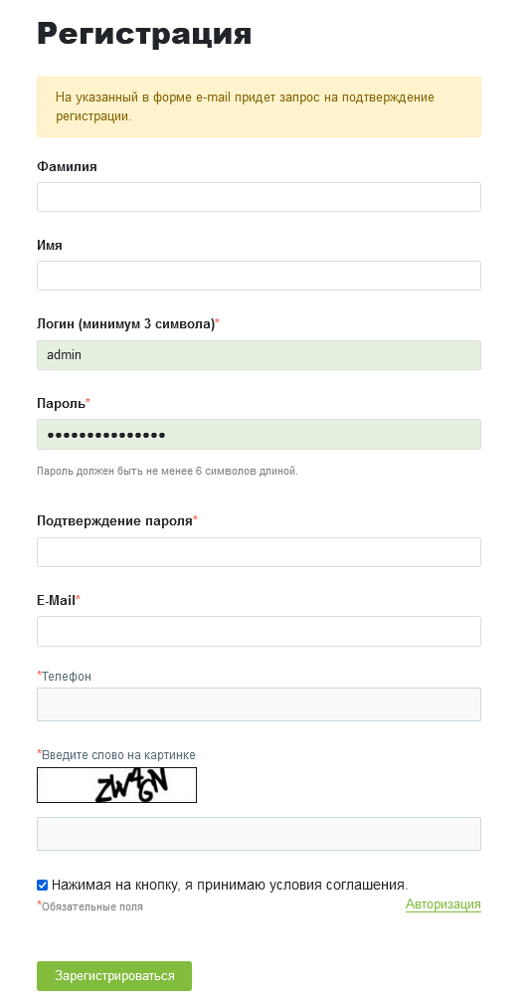 Регистрация
На указанный в форме e-mail придет запрос на подтверждение
регистрации.
Фамилия
Имя
Логин (минимум 3 символа)*
admin
Пароль*
●●●●●●●●●●●●●●●
Пароль должен быть не менее 6 символов длиной.
Подтверждение пароля*
E-Mail*
*Телефон
*Введите слово на картинке
ZW4GN
Нажимая на кнопку, я принимаю условия соглашения.
*Обязательные поля
Авторизация
Зарегистрироваться